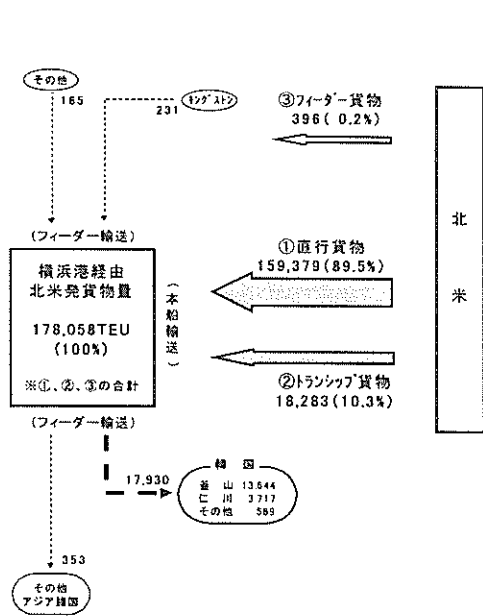 その他
165
キングストン
231
③フィーダー貨物
396( 0.2%)
北
米
(フィーダー輸送)
横浜港経由
北米発貨物量
178,058TEU
(100%)
※①、②、③の合計
(本船輸送)
①直行貨物
159,379(89.5%)
②トランシップ貨物
18,283(10.3%)
(フィーダー輸送)
17,930
韓 国
釜 山 13,644
仁 川 3,717
その他 569
353
その他
アジア諸国